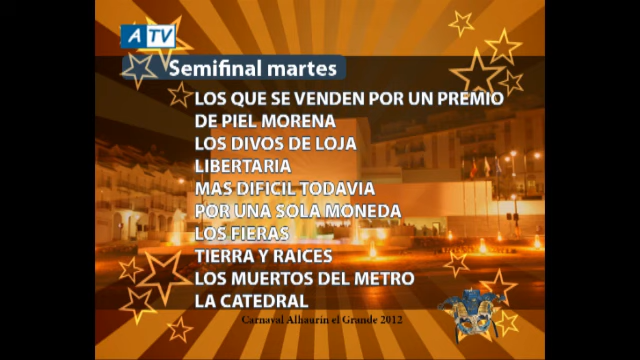 ATV
Semifinal martes
LOS QUE SE VENDEN POR UN PREMIO
DE PIEL MORENA
LOS DIVOS DE LOJA
LIBERTARIA
MAS DIFICIL TODAVIA
POR UNA SOLA MONEDA
LOS FIERAS
TIERRA Y RAICES
LOS MUERTOS DEL METRO
LA CATEDRAL
Carnaval Alhaurín el Grande 2012